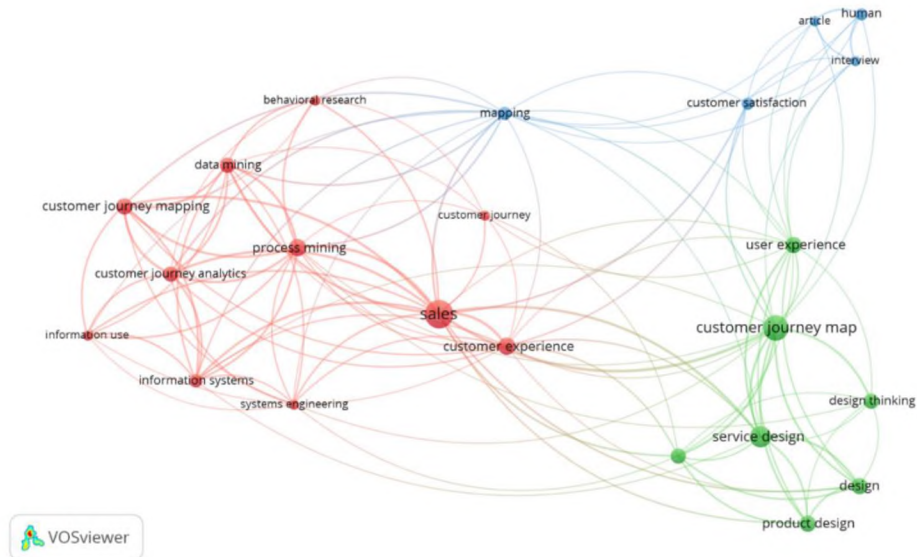 article
human
interview
behavioral research
mapping
customer satisfaction
data mining
customer journey mapping
customer journey
process mining
user experience
customer journey analytics
sales
customer journey map
information use
customer experience
information systems
systems engineering
design thinking
service design
design
product design
VOSviewer